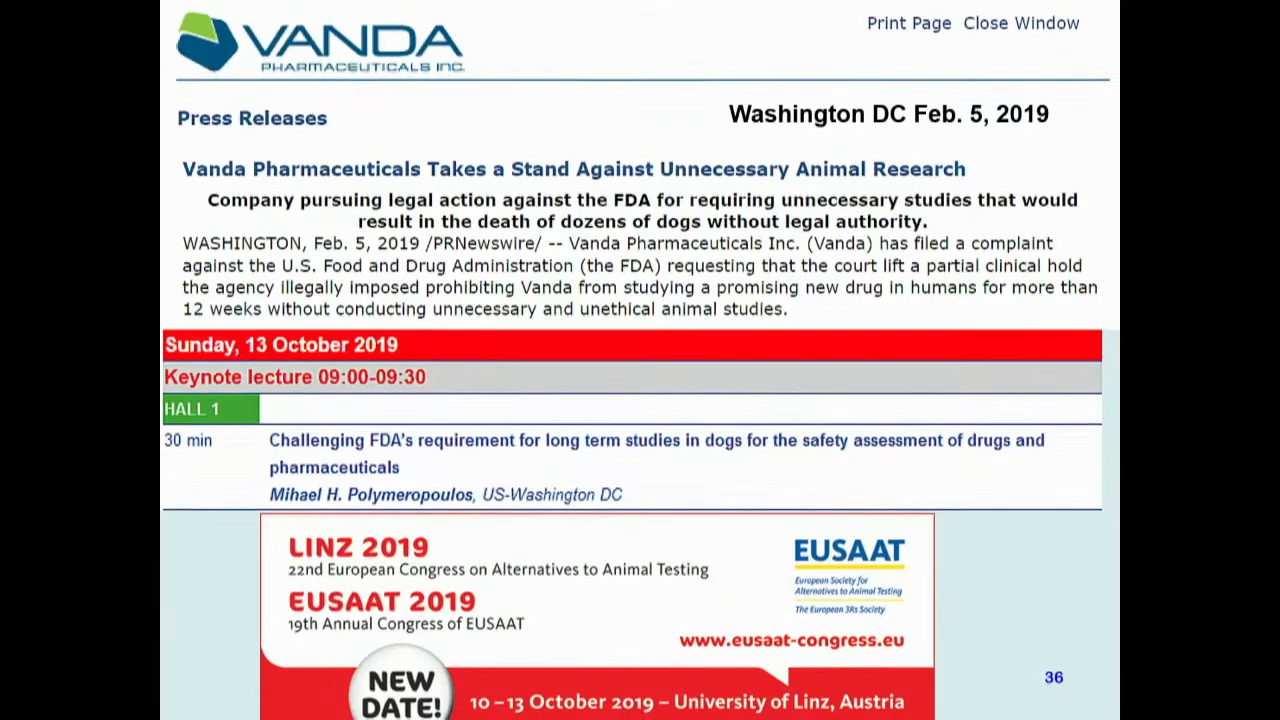 VANDA
PHARMACEUTICALS INC.
Print Page Close Window
Press Releases
Washington DC Feb. 5, 2019
Vanda Pharmaceuticals Takes a Stand Against Unnecessary Animal Research
Company pursuing legal action against the FDA for requiring unnecessary studies that would
result in the death of dozens of dogs without legal authority.
WASHINGTON, Feb. 5, 2019 /PRNewswire/ -- Vanda Pharmaceuticals Inc. (Vanda) has filed a complaint
against the U.S. Food and Drug Administration (the FDA) requesting that the court lift a partial clinical hold
the agency illegally imposed prohibiting Vanda from studying a promising new drug in humans for more than
12 weeks without conducting unnecessary and unethical animal studies.
Sunday, 13 October 2019
Keynote lecture 09:00-09:30
HALL 1
30 min
Challenging FDA's requirement for long term studies in dogs for the safety assessment of drugs and
pharmaceuticals
Mihael H. Polymeropoulos, US-Washington DC
LINZ 2019
22nd European Congress on Alternatives to Animal Testing
EUSAAT 2019
19th Annual Congress of EUSAAT
EUSAAT
European Society for
Alternatives to Animal Testing
The European 3Rs Society
www.eusaat-congress.eu
NEW
DATE!
10–13 October 2019 – University of Linz, Austria
36